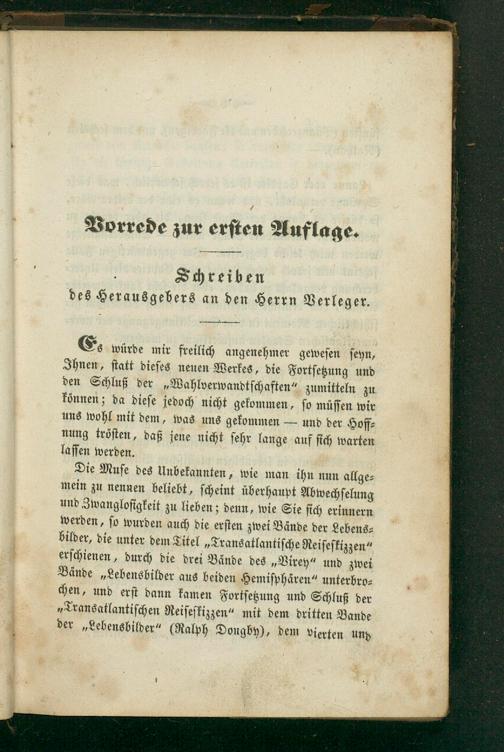 Vorrede zur ersten Auflage.
Schreiben
des Herausgebers an den Herrn Verleger.
Es würde mir freilich angenehmer gewesen seyn,
Ihnen, statt dieses neuen Werkes, die Fortsetzung und
den Schluß der „Wahlverwandtschaften“ zumitteln zu
können; da diese jedoch nicht gekommen, so müssen wir
uns wohl mit dem, was uns gekommen — und der Hoff-
nung trösten, daß jene nicht sehr lange auf sich warten
lassen werden.
Die Muse des Unbekannten, wie man ihn nun allge-
mein zu nennen beliebt, scheint überhaupt Abwechselung
und Zwanglosigkeit zu lieben; denn, wie Sie sich erinnern
werden, so wurden auch die ersten zwei Bände der Lebens-
bilder, die unter dem Titel „Transatlantische Reiseskizzen“
erschienen, durch die drei Bände des „Virey“ und zwei
Bände „Lebensbilder aus beiden Hemisphären“ unterbro-
chen, und erst dann kamen Fortsetzung und Schluß der
„Transatlantischen Reiseskizzen“ mit dem dritten Bande
der „Lebensbilder“ (Ralph Dougby), dem vierten und